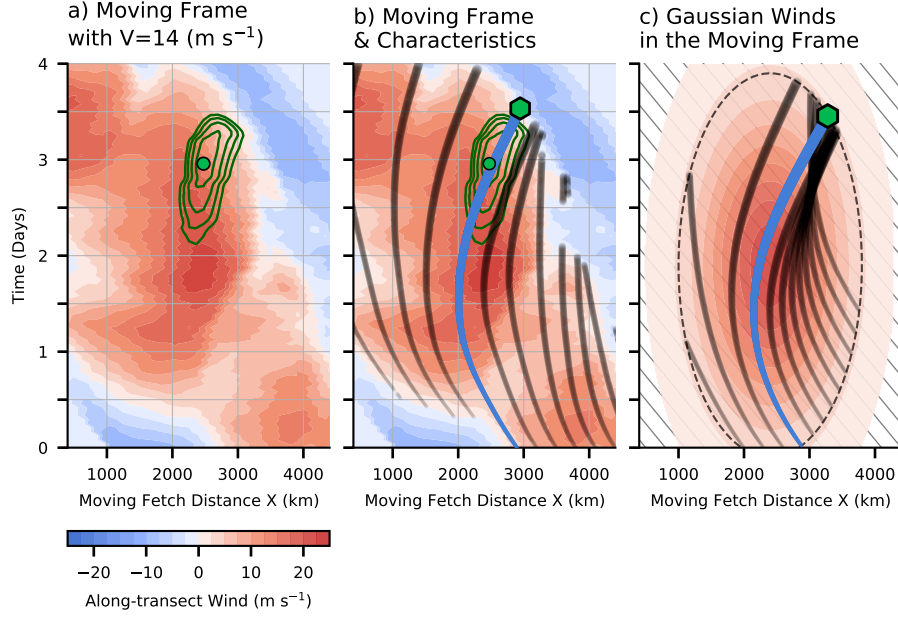 a) Moving Frame
with V=14 (m s⁻¹)
b) Moving Frame
& Characteristics
c) Gaussian Winds
in the Moving Frame
4
3
2
1
0
Time (Days)
1000 2000 3000 4000
1000 2000 3000 4000
1000 2000 3000 4000
Moving Fetch Distance X (km)
Moving Fetch Distance X (km)
Moving Fetch Distance X (km)
−20 −10 0 10 20
Along-transect Wind (m s⁻¹)